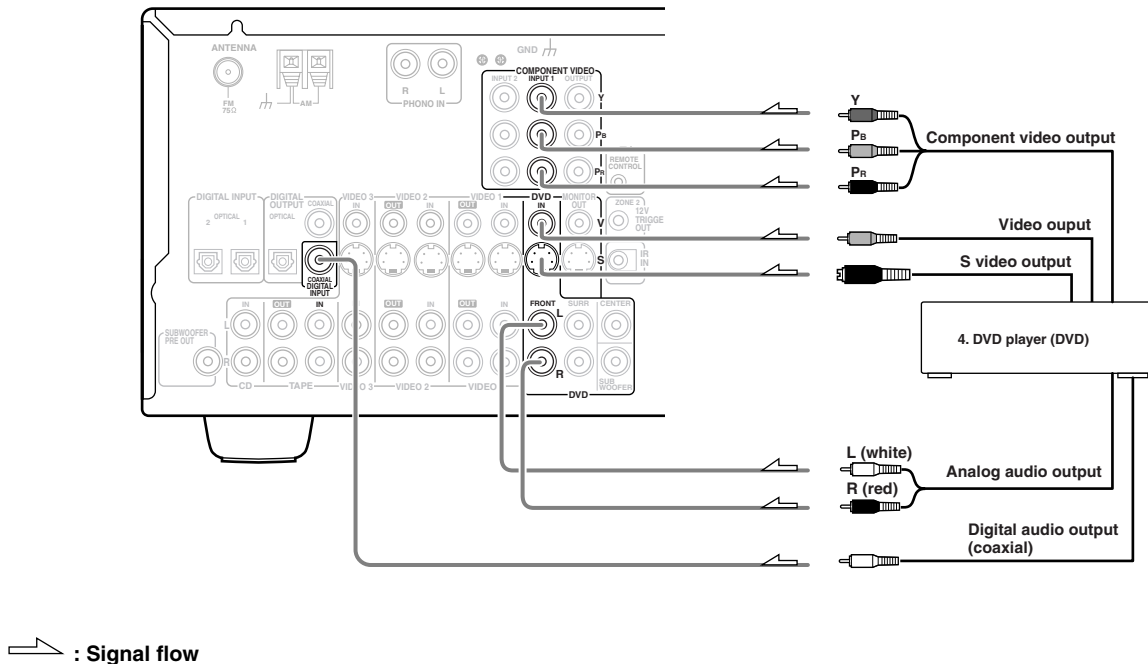 ANTENNA
FM
75Ω
AM
R L
PHONO IN
GND
COMPONENT VIDEO
INPUT 2 INPUT 1 OUTPUT
Y
PB
PR
REMOTE
CONTROL
DIGITAL INPUT
OPTICAL
2 1
DIGITAL
OUTPUT
OPTICAL
COAXIAL
COAXIAL
DIGITAL
INPUT
VIDEO 3
IN
VIDEO 2
OUT IN
VIDEO 1
OUT IN
DVD
IN
MONITOR
OUT
V
S
ZONE 2
12V
TRIGGE
OUT
IR
IN
SUBWOOFER
PRE OUT
L
R
IN
CD
OUT IN
TAPE
IN
VIDEO 3
OUT IN
VIDEO 2
OUT IN
VIDEO
FRONT
L
R
SURR
CENTER
SUB
WOOFER
DVD
Y
PB
PR
Component video output
Video ouput
S video output
4. DVD player (DVD)
L (white)
R (red)
Analog audio output
Digital audio output
(coaxial)
: Signal flow